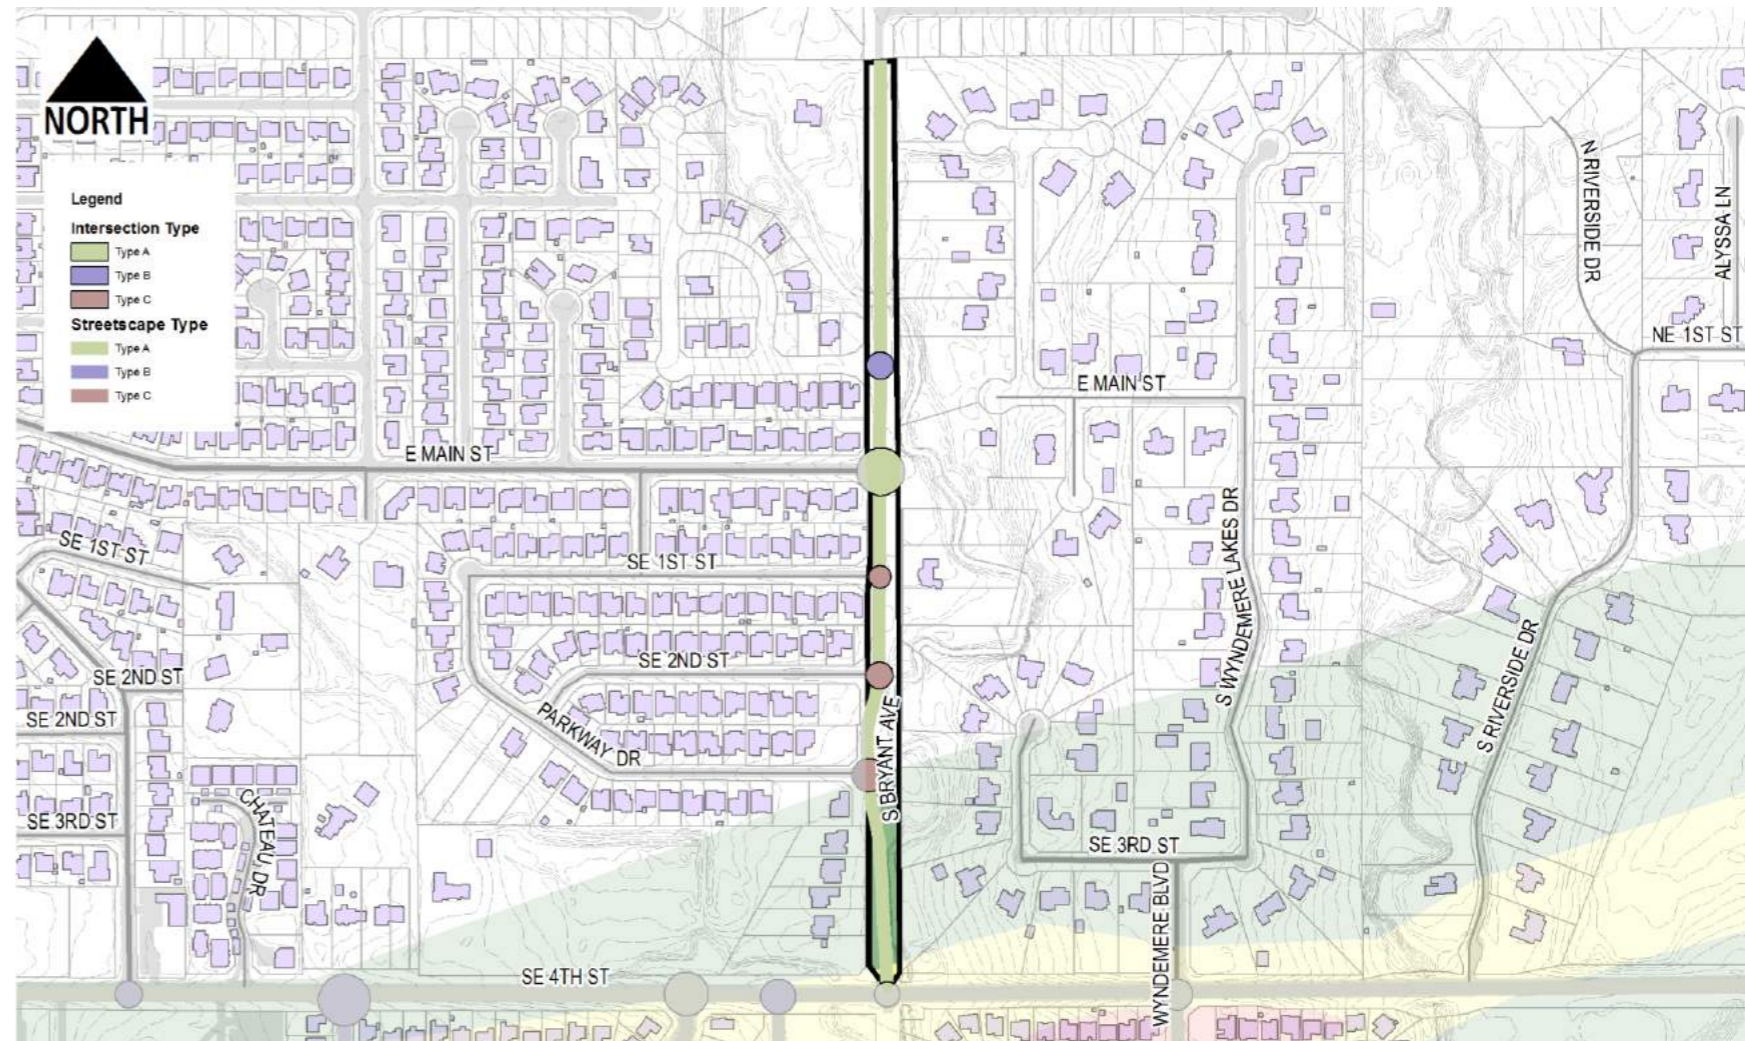 NORTH
Legend
Intersection Type
Type A
Type B
Type C
Streetscape Type
Type A
Type B
Type C
N RIVERSIDE DR
ALYSSA LN
NE 1ST ST
E MAIN ST
E MAIN ST
SE 1ST ST
SE 1ST ST
S WYNDEMERE LAKES DR
SE 2ND ST
SE 2ND ST
SE 2ND ST
PARKWAY DR
S BRYANT AVE
S RIVERSIDE DR
CHATEAU DR
SE 3RD ST
SE 3RD ST
WYNDEMERE BLVD
SE 4TH ST